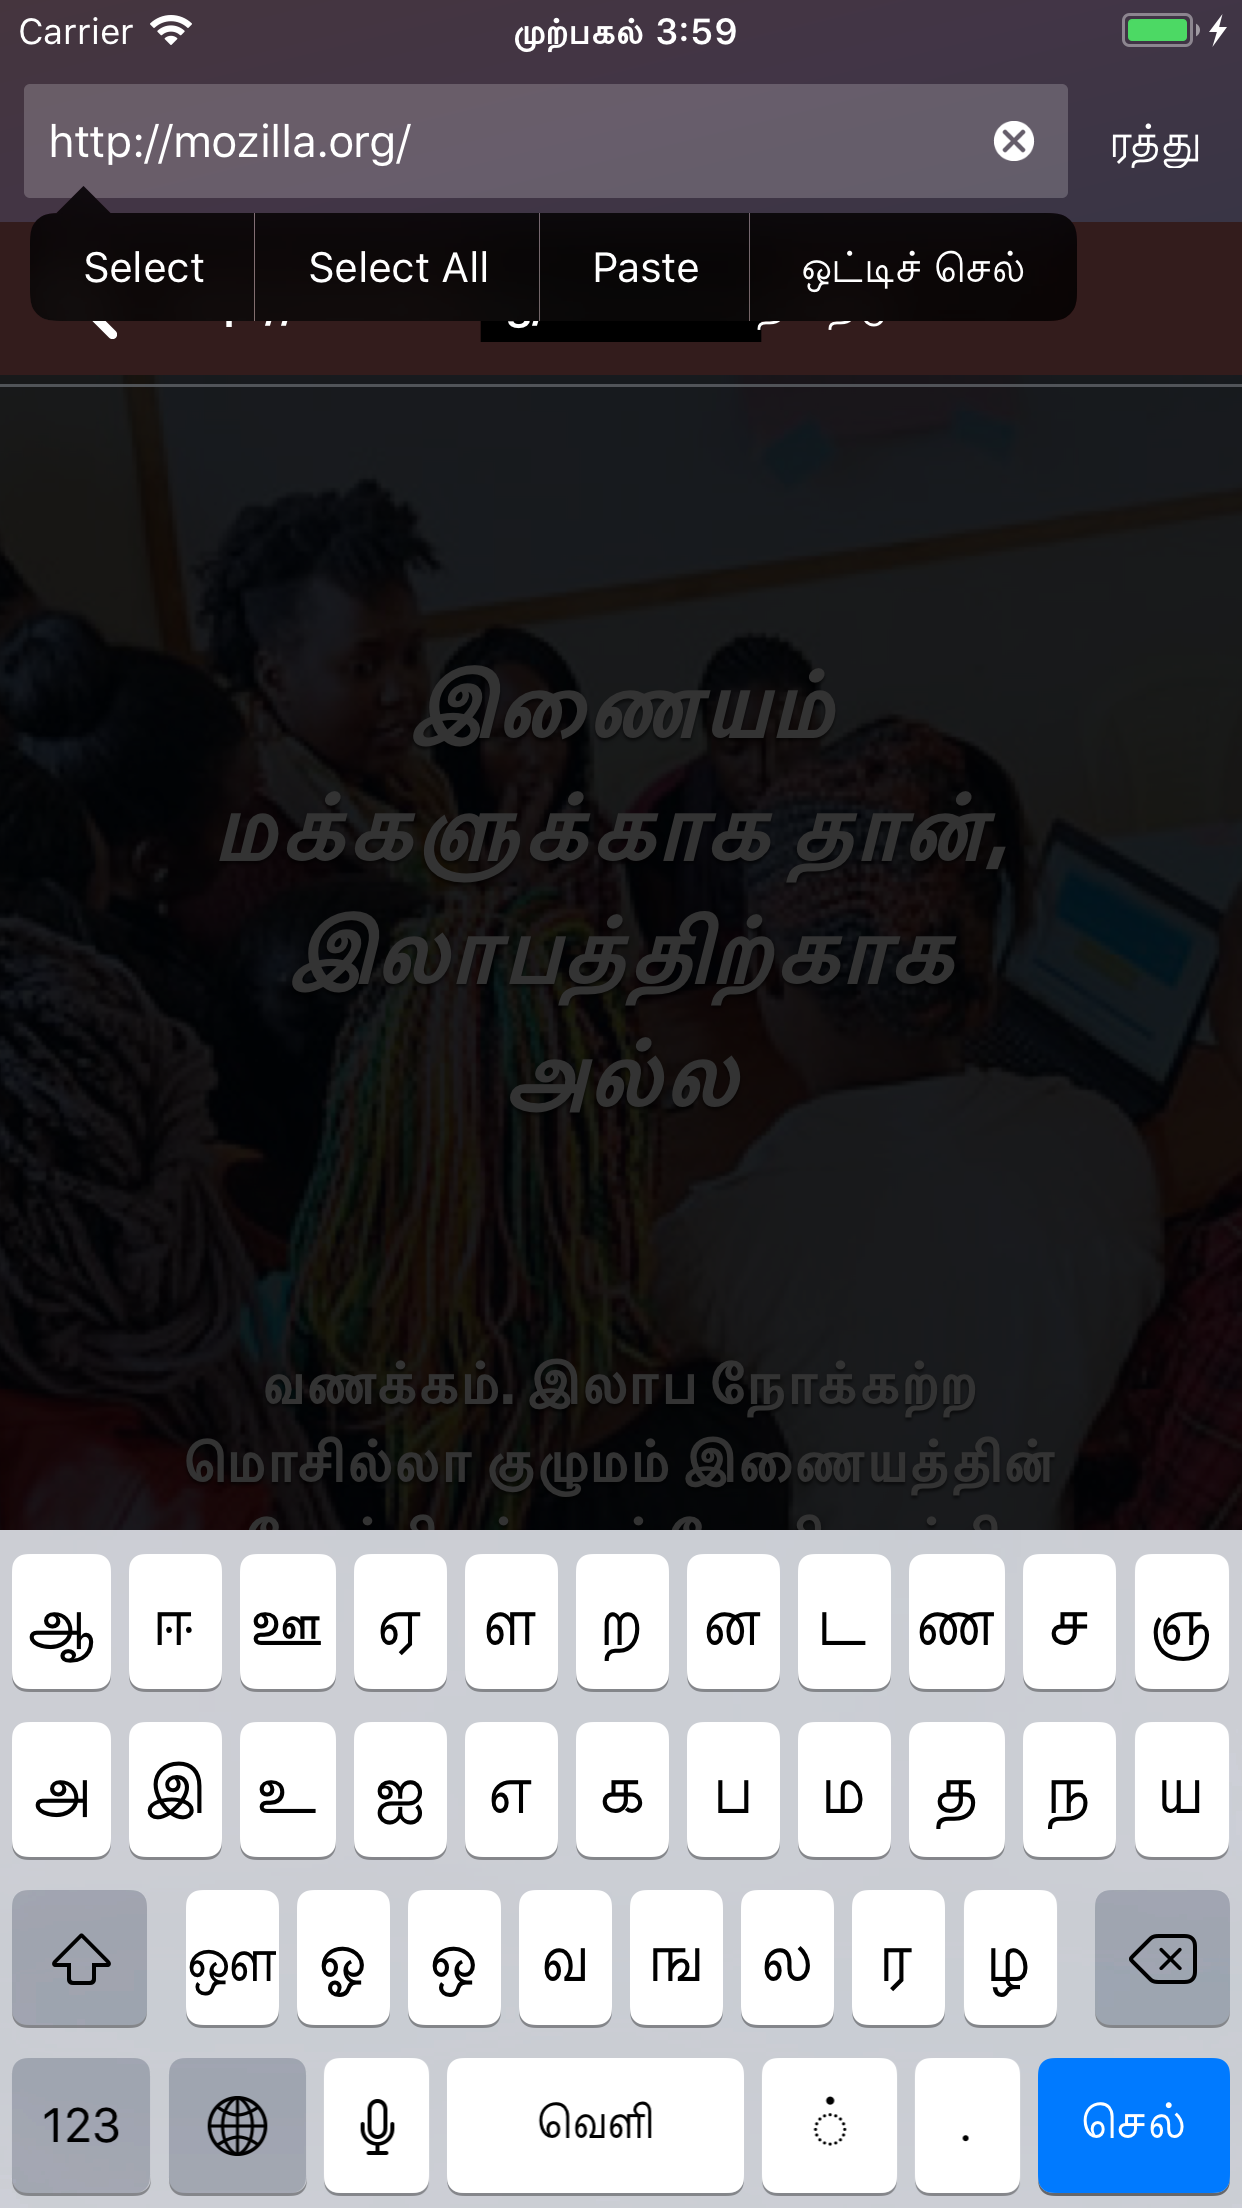 Carrier முற்பகல் 3:59
http://mozilla.org/ ரத்து
Select Select All Paste ஒட்டிச் செல்
இணையம்
மக்களுக்காக தான்,
இலாபத்திற்காக
அல்ல
வணக்கம். இலாப நோக்கற்ற
மொசில்லா குழுமம் இணையத்தின்
ஆ ஈ ஊ ஏ ள ற ன ட ண ச ஞ
அ இ உ ஐ எ க ப ம த ந ய
ஔ ஓ ஒ வ ங ல ர ழ
123 வெளி ் . செல்